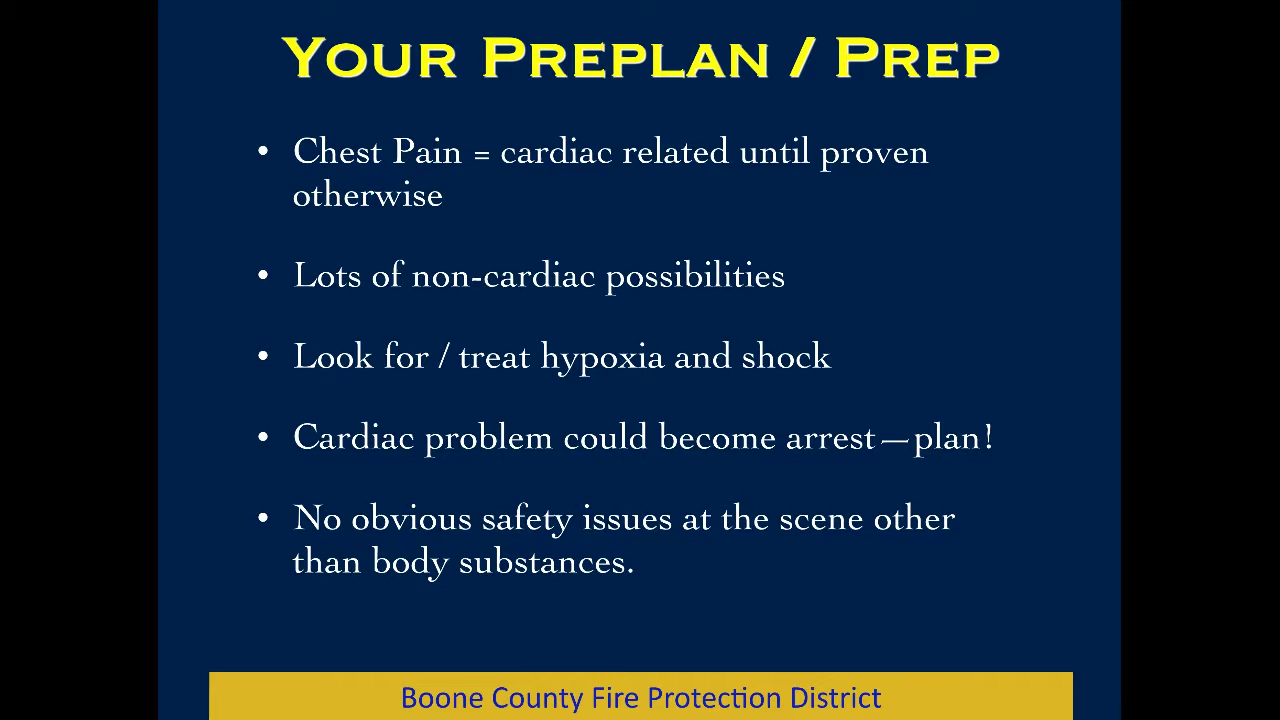 YOUR PREPLAN / PREP
• Chest Pain = cardiac related until proven
otherwise
• Lots of non-cardiac possibilities
• Look for / treat hypoxia and shock
• Cardiac problem could become arrest—plan!
• No obvious safety issues at the scene other
than body substances.
Boone County Fire Protection District